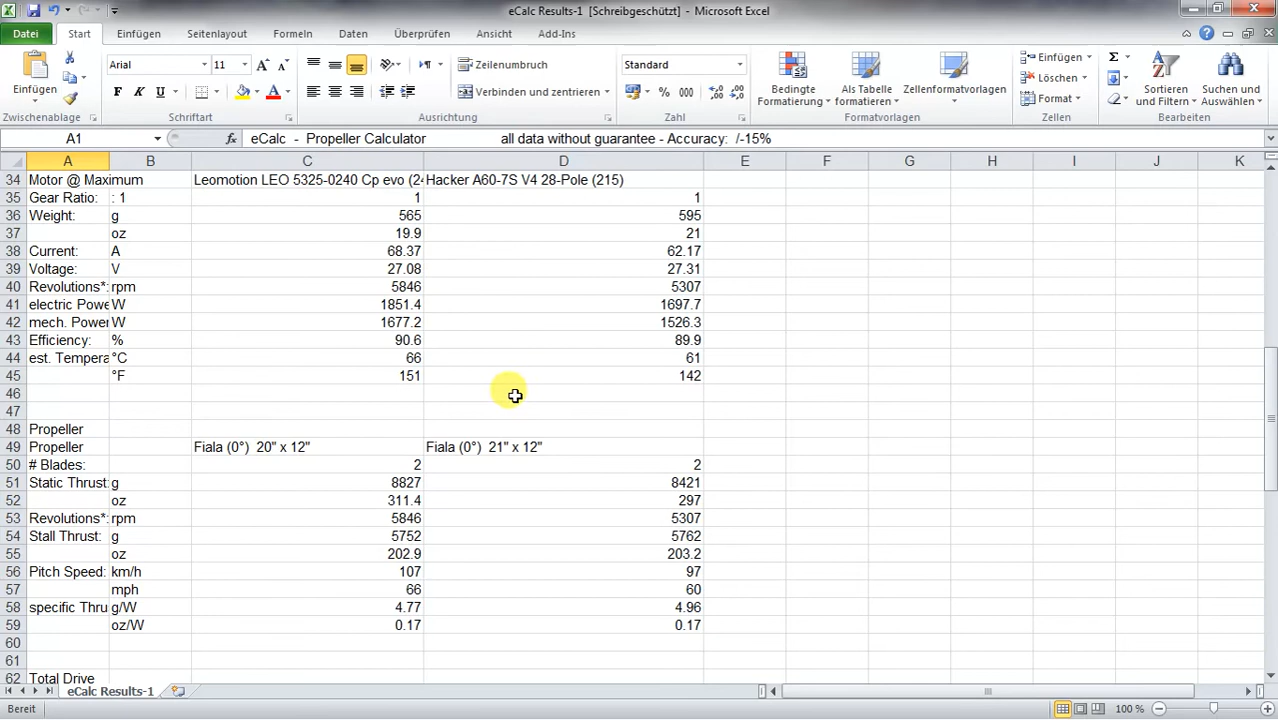 eCalc Results-1 [Schreibgeschützt] - Microsoft Excel
Datei Start Einfügen Seitenlayout Formeln Daten Überprüfen Ansicht Add-Ins
Einfügen
Zwischenablage
Arial 11
F K U
Schriftart
Zeilenumbruch
Verbinden und zentrieren
Ausrichtung
Standard
% 000
Zahl
Bedingte Formatierung
Als Tabelle formatieren
Zellenformatvorlagen
Formatvorlagen
Einfügen
Löschen
Format
Zellen
Sortieren und Filtern
Suchen und Auswählen
Bearbeiten
A1 fx eCalc - Propeller Calculator all data without guarantee - Accuracy: /-15%
A B C D E F G H I J K
34 Motor @ Maximum Leomotion LEO 5325-0240 Cp evo (24 Hacker A60-7S V4 28-Pole (215)
35 Gear Ratio: : 1 1 1
36 Weight: g 565 595
37 oz 19.9 21
38 Current: A 68.37 62.17
39 Voltage: V 27.08 27.31
40 Revolutions*: rpm 5846 5307
41 electric Powe W 1851.4 1697.7
42 mech. Power W 1677.2 1526.3
43 Efficiency: % 90.6 89.9
44 est. Tempera °C 66 61
45 °F 151 142
46
47
48 Propeller
49 Propeller Fiala (0°) 20" x 12" Fiala (0°) 21" x 12"
50 # Blades: 2 2
51 Static Thrust: g 8827 8421
52 oz 311.4 297
53 Revolutions*: rpm 5846 5307
54 Stall Thrust: g 5752 5762
55 oz 202.9 203.2
56 Pitch Speed: km/h 107 97
57 mph 66 60
58 specific Thru g/W 4.77 4.96
59 oz/W 0.17 0.17
60
61
62 Total Drive
eCalc Results-1
Bereit 100 %